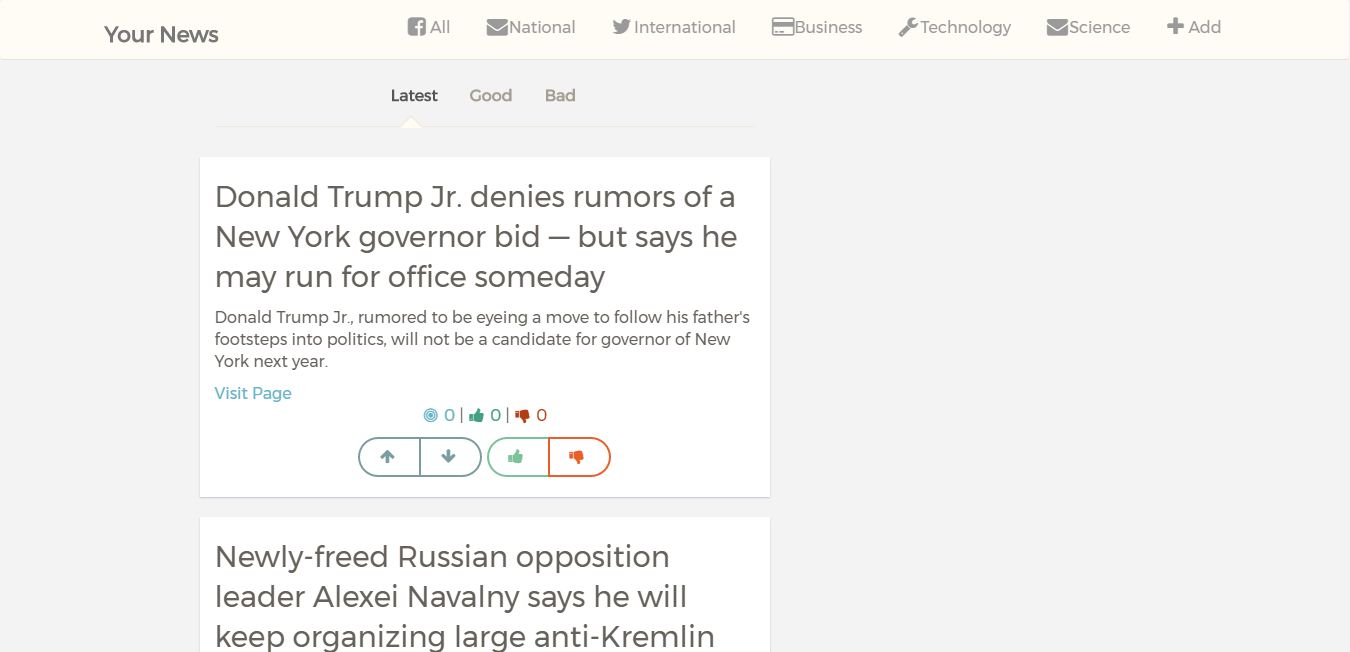 Your News
All National International Business Technology Science Add
Latest Good Bad
Donald Trump Jr. denies rumors of a
New York governor bid — but says he
may run for office someday
Donald Trump Jr., rumored to be eyeing a move to follow his father's
footsteps into politics, will not be a candidate for governor of New
York next year.
Visit Page
0 | 0 | 0
Newly-freed Russian opposition
leader Alexei Navalny says he will
keep organizing large anti-Kremlin